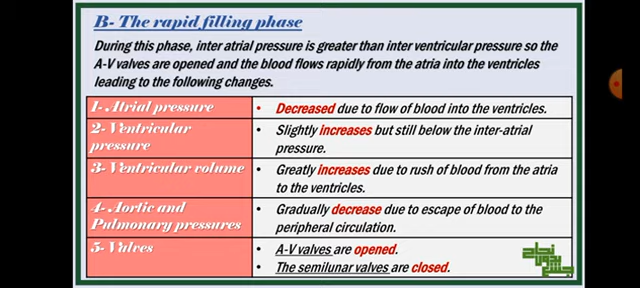 B- The rapid filling phase
During this phase, inter atrial pressure is greater than inter ventricular pressure so the
A-V valves are opened and the blood flows rapidly from the atria into the ventricles
leading to the following changes.
1- Atrial pressure
• Decreased due to flow of blood into the ventricles.
2- Ventricular
pressure
• Slightly increases but still below the inter-atrial
pressure.
3- Ventricular volume
• Greatly increases due to rush of blood from the atria
to the ventricles.
4- Aortic and
Pulmonary pressures
• Gradually decrease due to escape of blood to the
peripheral circulation.
5- Valves
• A-V valves are opened.
• The semilunar valves are closed.